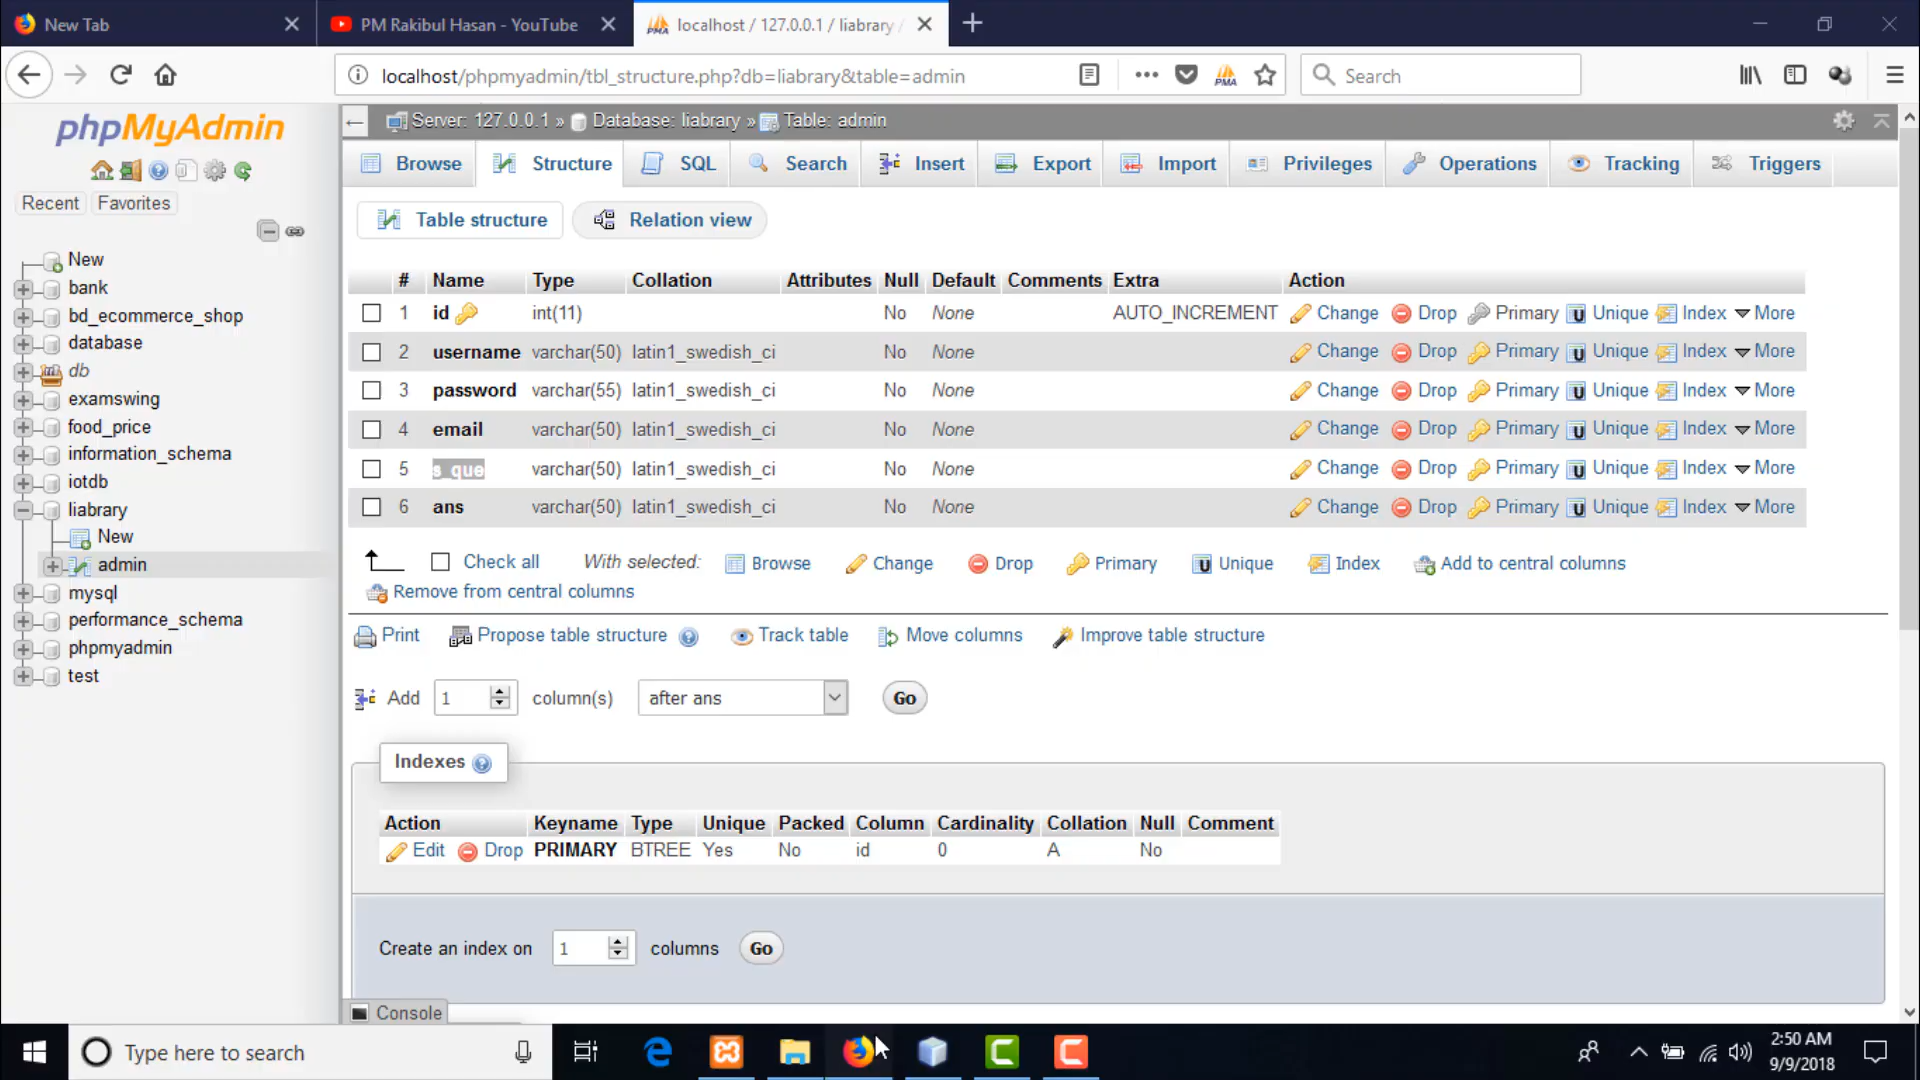 New Tab
PM Rakibul Hasan - YouTube
localhost / 127.0.0.1 / liabrary /
localhost/phpmyadmin/tbl_structure.php?db=liabrary&table=admin
PMA
Search
phpMyAdmin
Recent
Favorites
New
bank
bd_ecommerce_shop
database
db
examswing
food_price
information_schema
iotdb
liabrary
New
admin
mysql
performance_schema
phpmyadmin
test
Server: 127.0.0.1 » Database: liabrary » Table: admin
Browse Structure SQL Search Insert Export Import Privileges Operations Tracking Triggers
Table structure Relation view
# Name Type Collation Attributes Null Default Comments Extra Action
1 id int(11) No None AUTO_INCREMENT Change Drop Primary Unique Index More
2 username varchar(50) latin1_swedish_ci No None Change Drop Primary Unique Index More
3 password varchar(55) latin1_swedish_ci No None Change Drop Primary Unique Index More
4 email varchar(50) latin1_swedish_ci No None Change Drop Primary Unique Index More
5 s_que varchar(50) latin1_swedish_ci No None Change Drop Primary Unique Index More
6 ans varchar(50) latin1_swedish_ci No None Change Drop Primary Unique Index More
Check all With selected: Browse Change Drop Primary Unique Index Add to central columns
Remove from central columns
Print Propose table structure Track table Move columns Improve table structure
Add 1 column(s) after ans Go
Indexes
Action Keyname Type Unique Packed Column Cardinality Collation Null Comment
Edit Drop PRIMARY BTREE Yes No id 0 A No
Create an index on 1 columns Go
Console
Type here to search
2:50 AM
9/9/2018